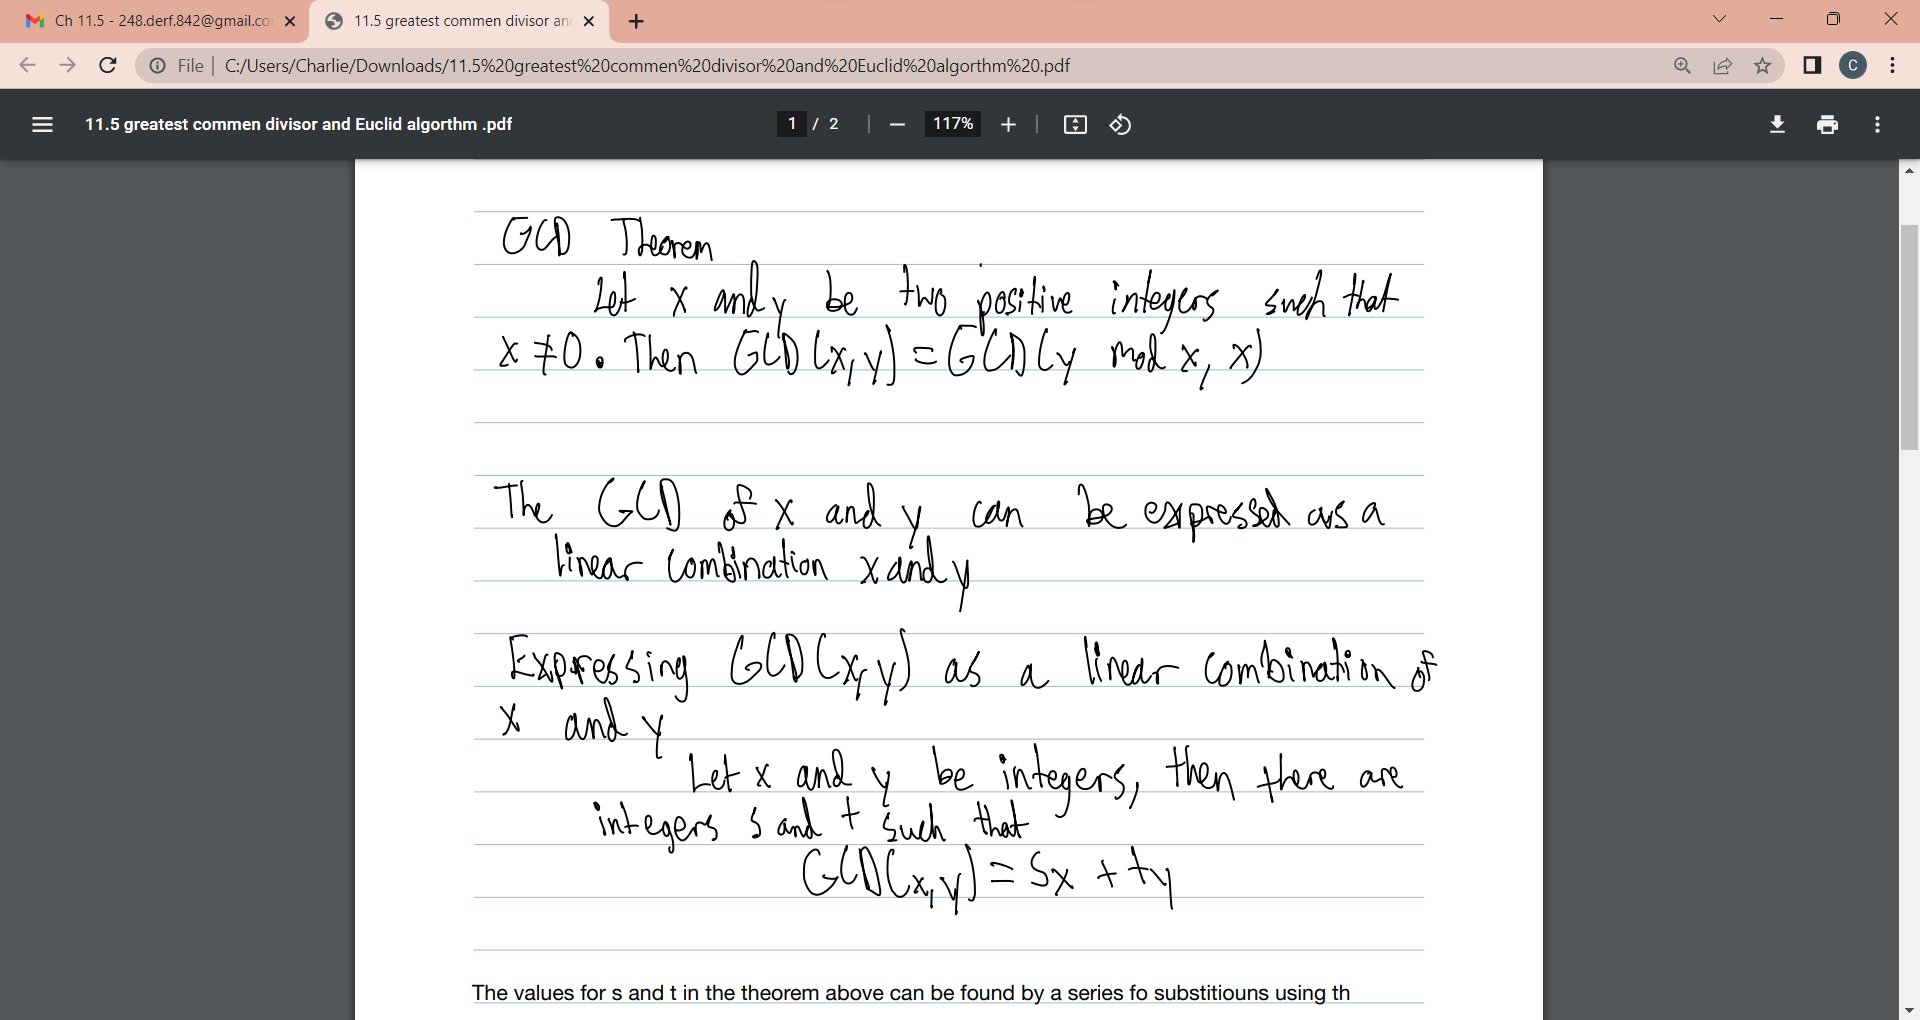 Ch 11.5 - 248.derf.842@gmail.co
11.5 greatest commen divisor an
File
C:/Users/Charlie/Downloads/11.5%20greatest%20commen%20divisor%20and%20Euclid%20algorthm%20.pdf
C
11.5 greatest commen divisor and Euclid algorthm .pdf
1 / 2
117%
GCD Theorem
Let x and y be two positive integers such that
x ≠ 0. Then GCD(x, y) = GCD(y mod x, x)
The GCD of x and y can be expressed as a
linear combination x and y
Expressing GCD(x, y) as a linear combination of
x and y
Let x and y be integers, then there are
integers s and t such that
GCD(x, y) = sx + ty
The values for s and t in the theorem above can be found by a series fo substitiouns using th